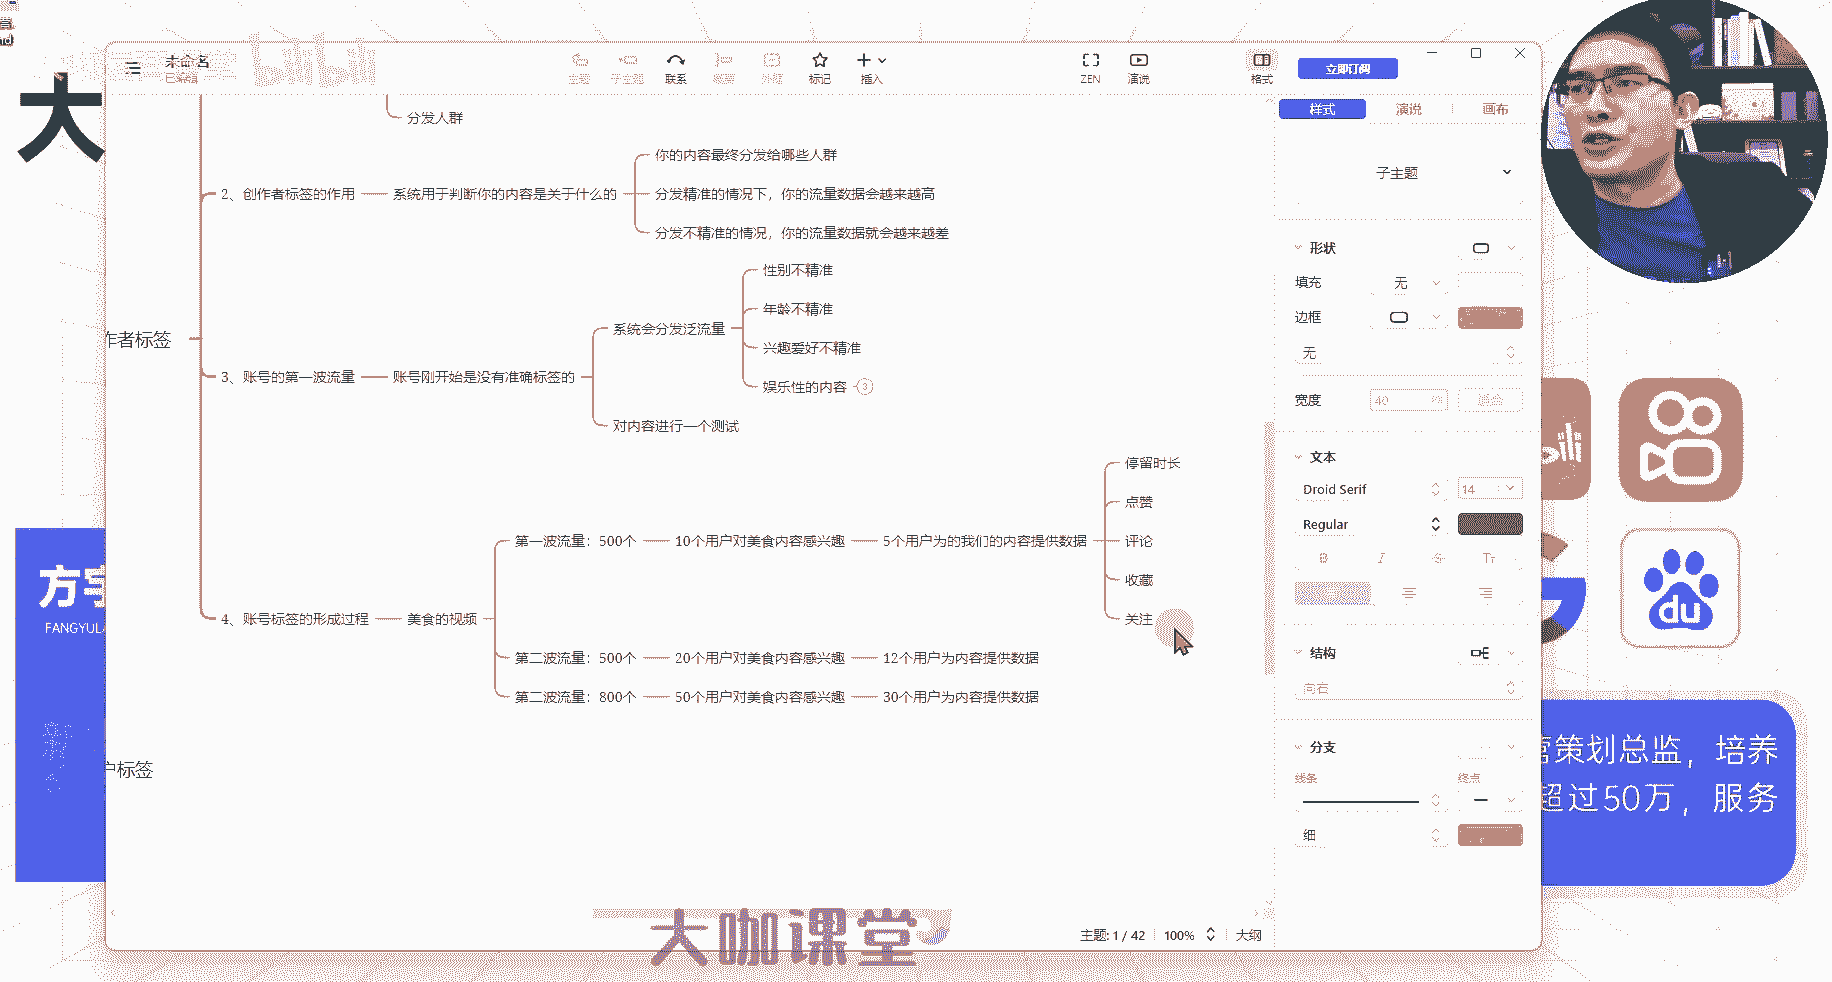 大
bilibili
未命名
已编辑
主题
子主题
联系
概要
外框
标记
插入
ZEN
演说
格式
立即订阅
分发人群
2、创作者标签的作用
系统用于判断你的内容是关于什么的
你的内容最终分发给哪些人群
分发精准的情况下，你的流量数据会越来越高
分发不精准的情况，你的流量数据就会越来越差
作者标签
3、账号的第一波流量
账号刚开始是没有准确标签的
系统会分发泛流量
性别不精准
年龄不精准
兴趣爱好不精准
娱乐性的内容
3
对内容进行一个测试
4、账号标签的形成过程
美食的视频
第一波流量：500个
10个用户对美食内容感兴趣
5个用户为的我们的内容提供数据
停留时长
点赞
评论
收藏
关注
第二波流量：500个
20个用户对美食内容感兴趣
12个用户为内容提供数据
第二波流量：800个
50个用户对美食内容感兴趣
30个用户为内容提供数据
户标签
样式
演说
画布
子主题
形状
填充
无
边框
无
宽度
40
文本
Droid Serif
14
Regular
B
I
S
TT
结构
向右
分支
线条
终点
细
主题: 1 / 42
100%
大纲
方宇
FANGYULA
du
营策划总监，培养
超过50万，服务
大咖课堂